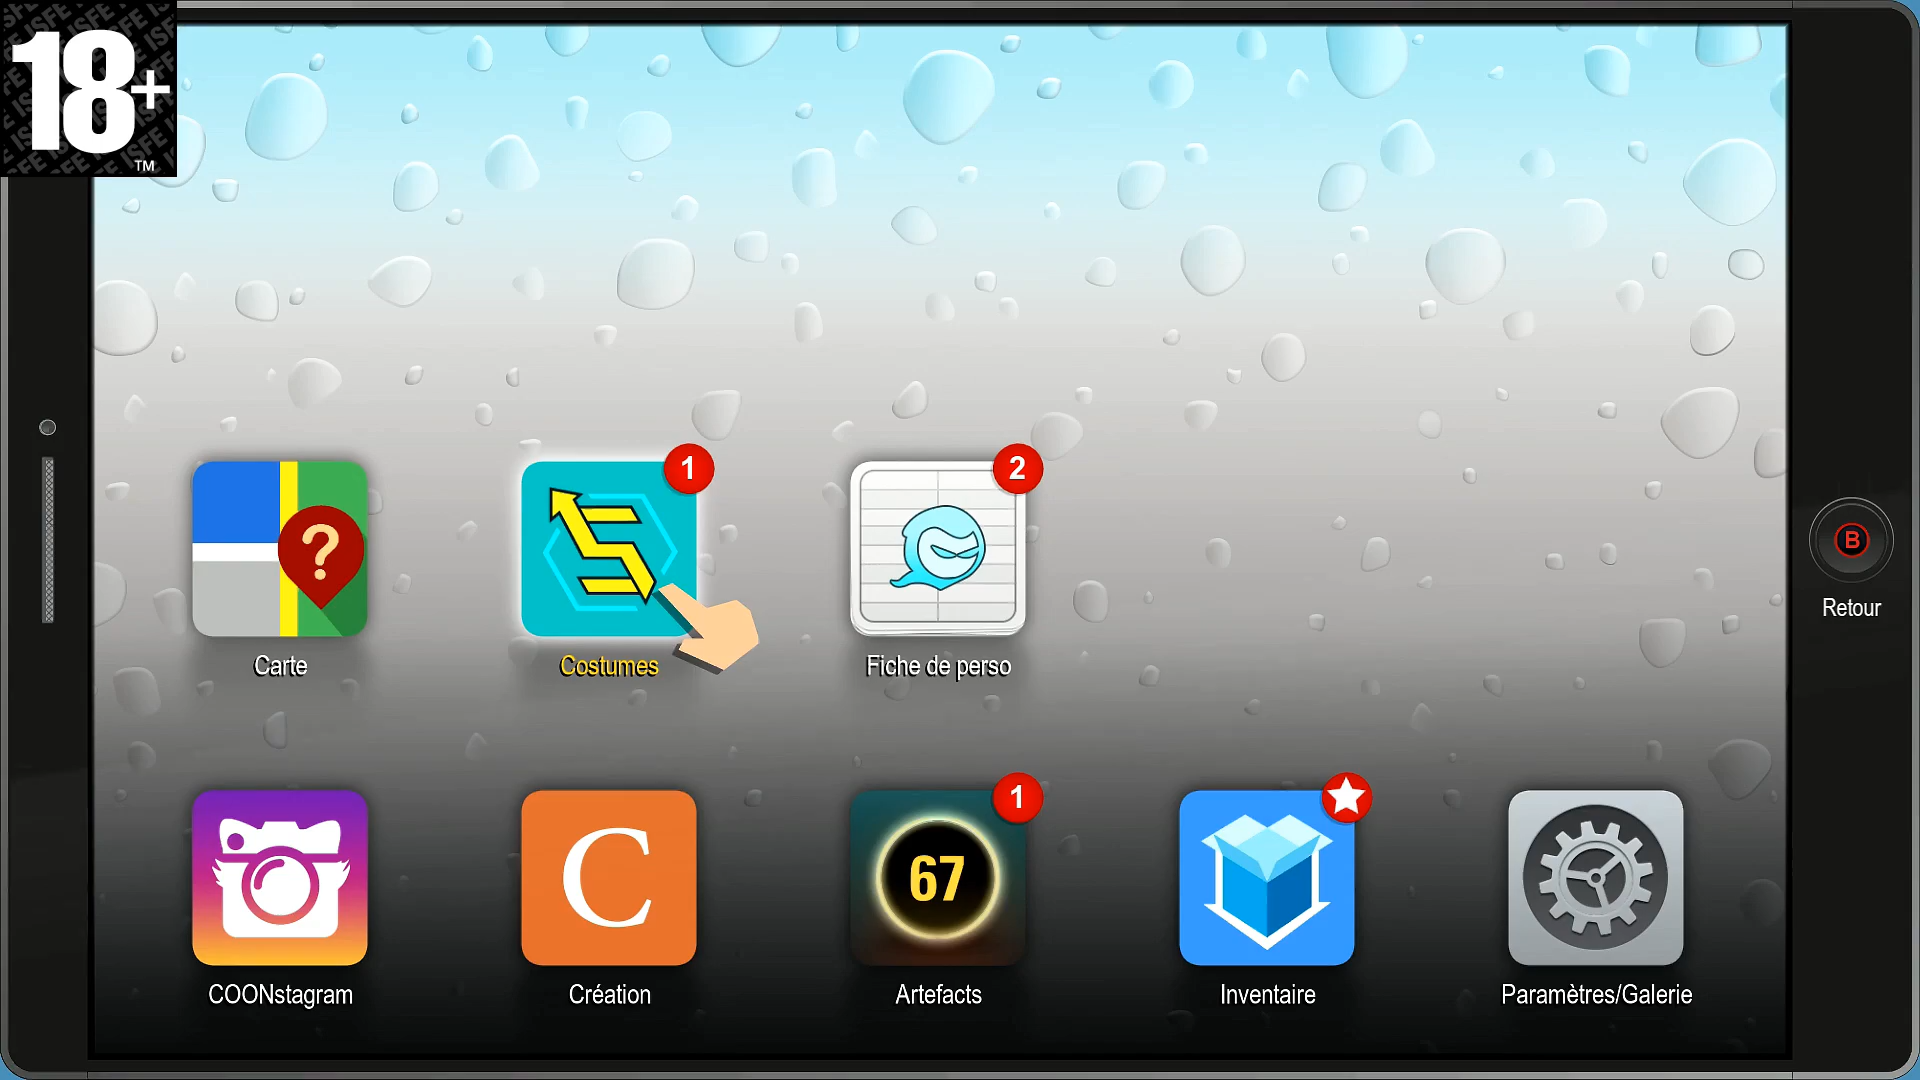 18+
TM
1
2
?
B
Retour
Carte
Costumes
Fiche de perso
1
C
67
COONstagram
Création
Artefacts
Inventaire
Paramètres/Galerie